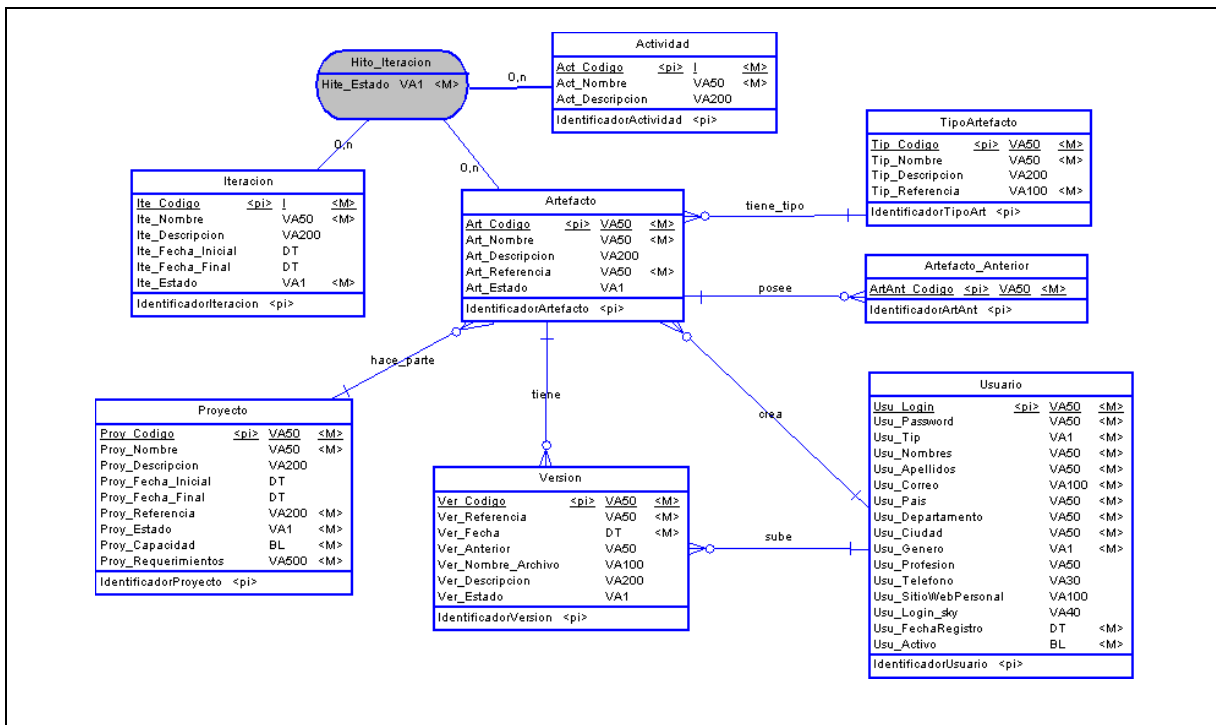 Actividad
Act_Codigo <pi> I <M>
Act_Nombre VA50 <M>
Act_Descripcion VA200
IdentificadorActividad <pi>
Hito_Iteracion
Hite_Estado VA1 <M>
0,n
0,n
0,n
TipoArtefacto
Tip_Codigo <pi> VA50 <M>
Tip_Nombre VA50 <M>
Tip_Descripcion VA200
Tip_Referencia VA100 <M>
IdentificadorTipoArt <pi>
Iteracion
Ite_Codigo <pi> I <M>
Ite_Nombre VA50 <M>
Ite_Descripcion VA200
Ite_Fecha_Inicial DT
Ite_Fecha_Final DT
Ite_Estado VA1 <M>
IdentificadorIteracion <pi>
Artefacto
Art_Codigo <pi> VA50 <M>
Art_Nombre VA50 <M>
Art_Descripcion VA200
Art_Referencia VA50 <M>
Art_Estado VA1
IdentificadorArtefacto <pi>
tiene_tipo
Artefacto_Anterior
ArtAnt_Codigo <pi> VA50 <M>
IdentificadorArtAnt <pi>
posee
hace_parte
tiene
crea
Proyecto
Proy_Codigo <pi> VA50 <M>
Proy_Nombre VA50 <M>
Proy_Descripcion VA200
Proy_Fecha_Inicial DT
Proy_Fecha_Final DT
Proy_Referencia VA200 <M>
Proy_Estado VA1 <M>
Proy_Capacidad BL <M>
Proy_Requerimientos VA500 <M>
IdentificadorProyecto <pi>
Version
Ver_Codigo <pi> VA50 <M>
Ver_Referencia VA50 <M>
Ver_Fecha DT <M>
Ver_Anterior VA50
Ver_Nombre_Archivo VA100
Ver_Descripcion VA200
Ver_Estado VA1
IdentificadorVersion <pi>
sube
Usuario
Usu_Login <pi> VA50 <M>
Usu_Password VA50 <M>
Usu_Tip VA1 <M>
Usu_Nombres VA50 <M>
Usu_Apellidos VA50 <M>
Usu_Correo VA100 <M>
Usu_Pais VA50 <M>
Usu_Departamento VA50 <M>
Usu_Ciudad VA50 <M>
Usu_Genero VA1 <M>
Usu_Profesion VA50
Usu_Telefono VA30
Usu_SitioWebPersonal VA100
Usu_Login_sky VA40
Usu_FechaRegistro DT <M>
Usu_Activo BL <M>
IdentificadorUsuario <pi>